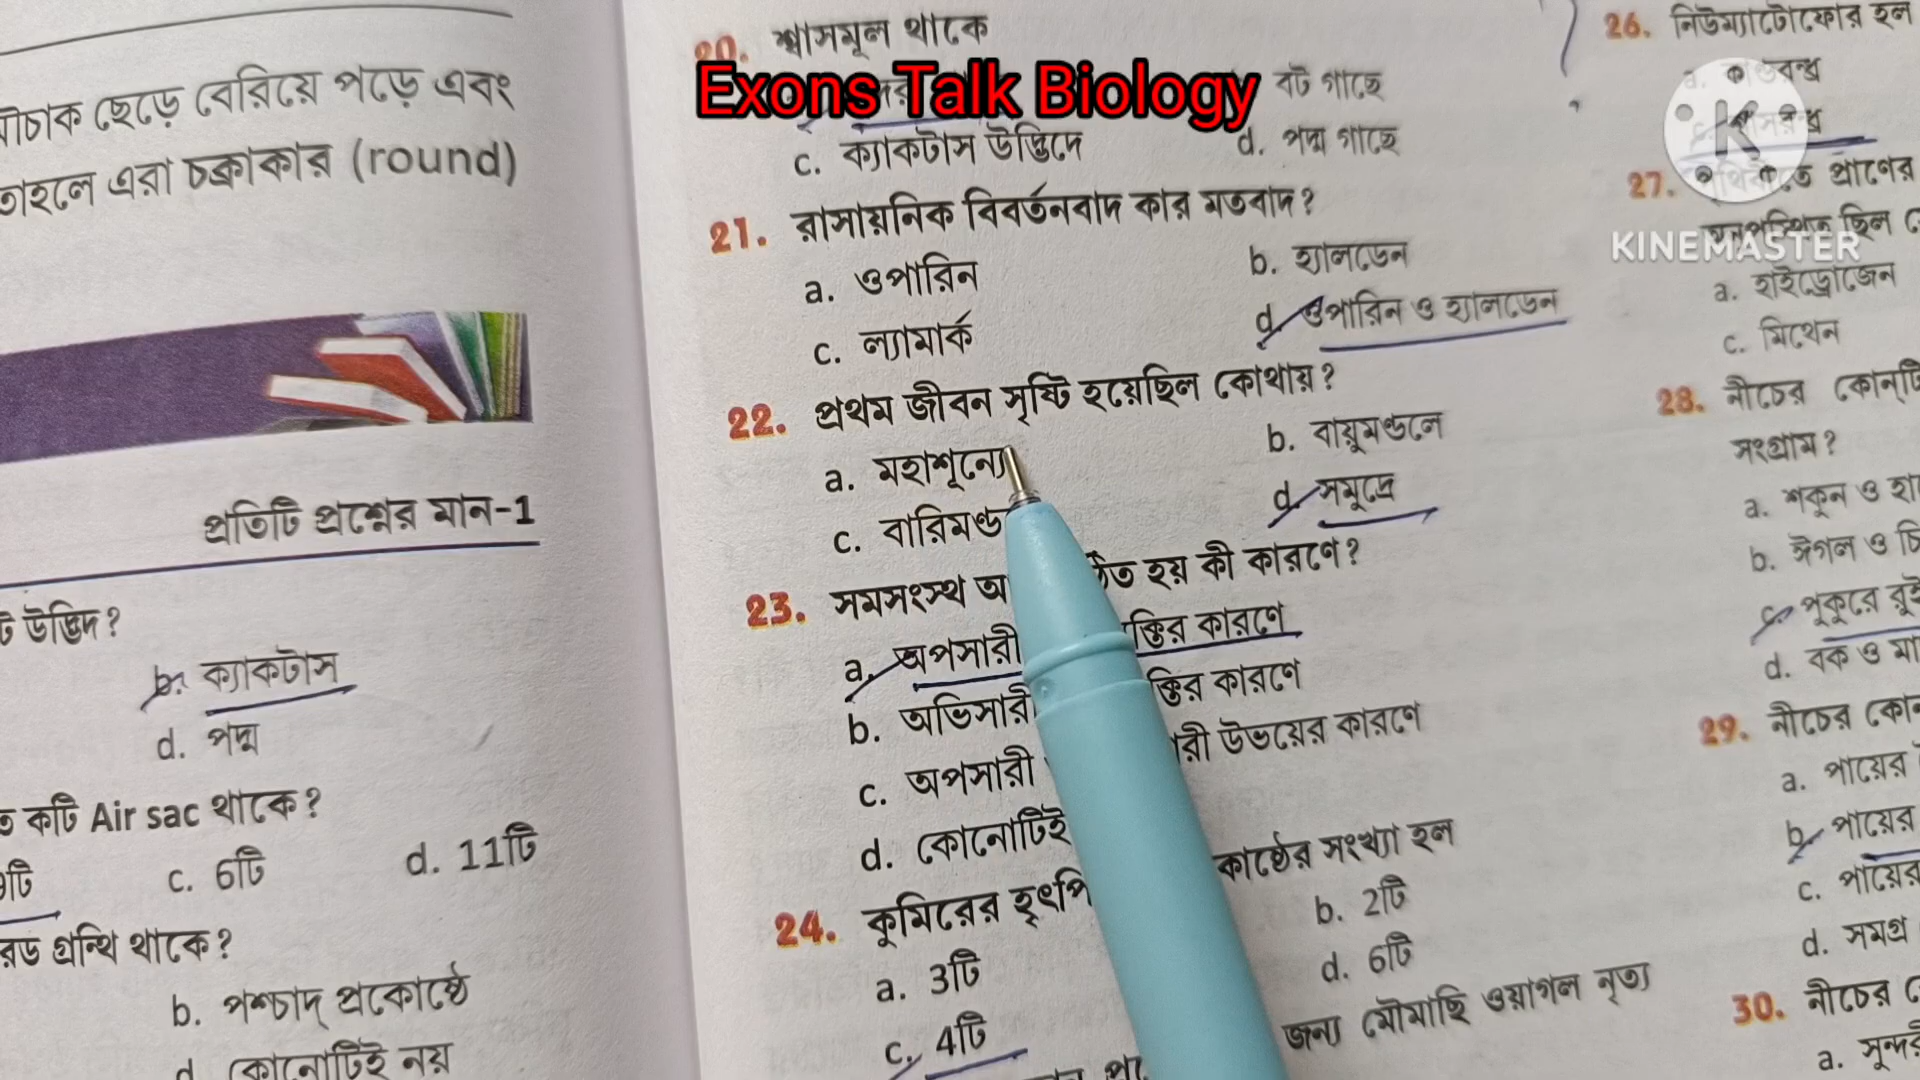 ছেড়ে বেরিয়ে পড়ে এবং
তাহলে এরা চক্রাকার (round)
প্রতিটি প্রশ্নের মান-1
উদ্ভিদ?
b. ক্যাকটাস
d. পদ্ম
কটি Air sac থাকে?
c. 6টি d. 11টি
গ্রন্থি থাকে?
b. পশ্চাদ্ প্রকোষ্ঠে
d কোনোটিই নয়
20. শ্বাসমূল থাকে
Exons Talk Biology
বট গাছে
c. ক্যাকটাস উদ্ভিদে d. পদ্ম গাছে
21. রাসায়নিক বিবর্তনবাদ কার মতবাদ?
a. ওপারিন b. হ্যালডেন
c. ল্যামার্ক d. ওপারিন ও হ্যালডেন
22. প্রথম জীবন সৃষ্টি হয়েছিল কোথায়?
a. মহাশূন্যে b. বায়ুমণ্ডলে
c. d. সমুদ্রে
23. সমসংস্থ হয় কী কারণে?
a. অপসারী কারণে
b. অভিসারী কারণে
c. অপসারী উভয়ের কারণে
d. কোনোটিই
24. কুমিরের সংখ্যা হল
a. 3টি b. 2টি
c. 4টি d. 6টি
জন্য মৌমাছি ওয়াগল নৃত্য
26. নিউম্যাটোফোর হল
27. প্রাণের
ছিল
KINEMASTER
a. হাইড্রোজেন
c. মিথেন
28. নীচের
সংগ্রাম?
a. শকুন ও
b. ঈগল ও
c. পুকুরে
d. বক ও
29. নীচের
a. পায়ের
b. পায়ের
c. পায়ের
d. সমগ্র
30. নীচের
a.